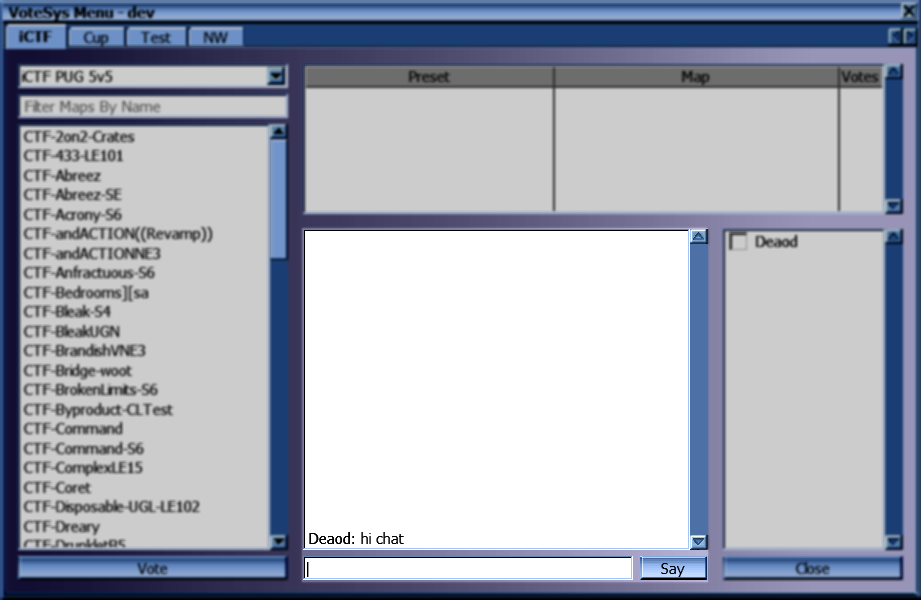 VoteSys Menu - dev
iCTF Cup Test NW
iCTF PUG 5v5
Filter Maps By Name
CTF-2on2-Crates
CTF-433-LE101
CTF-Abreez
CTF-Abreez-SE
CTF-Acrony-S6
CTF-andACTION((Revamp))
CTF-andACTIONNE3
CTF-Anfractuous-S6
CTF-Bedrooms][sa
CTF-Bleak-S4
CTF-BleakUGN
CTF-BrandishVNE3
CTF-Bridge-woot
CTF-BrokenLimits-S6
CTF-Byproduct-CLTest
CTF-Command
CTF-Command-S6
CTF-ComplexLE15
CTF-Coret
CTF-Disposable-UGL-LE102
CTF-Dreary
Vote
Preset Map Votes
Deaod: hi chat
Say
Deaod
Close